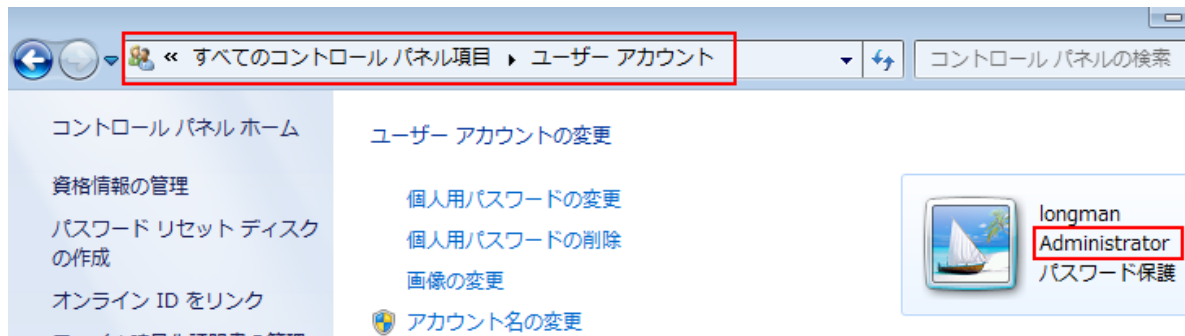 « すべてのコントロール パネル項目 ▸ ユーザー アカウント
コントロール パネルの検索
コントロール パネル ホーム
資格情報の管理
パスワード リセット ディスク
の作成
オンライン ID をリンク
ユーザー アカウントの変更
個人用パスワードの変更
個人用パスワードの削除
画像の変更
アカウント名の変更
longman
Administrator
パスワード保護